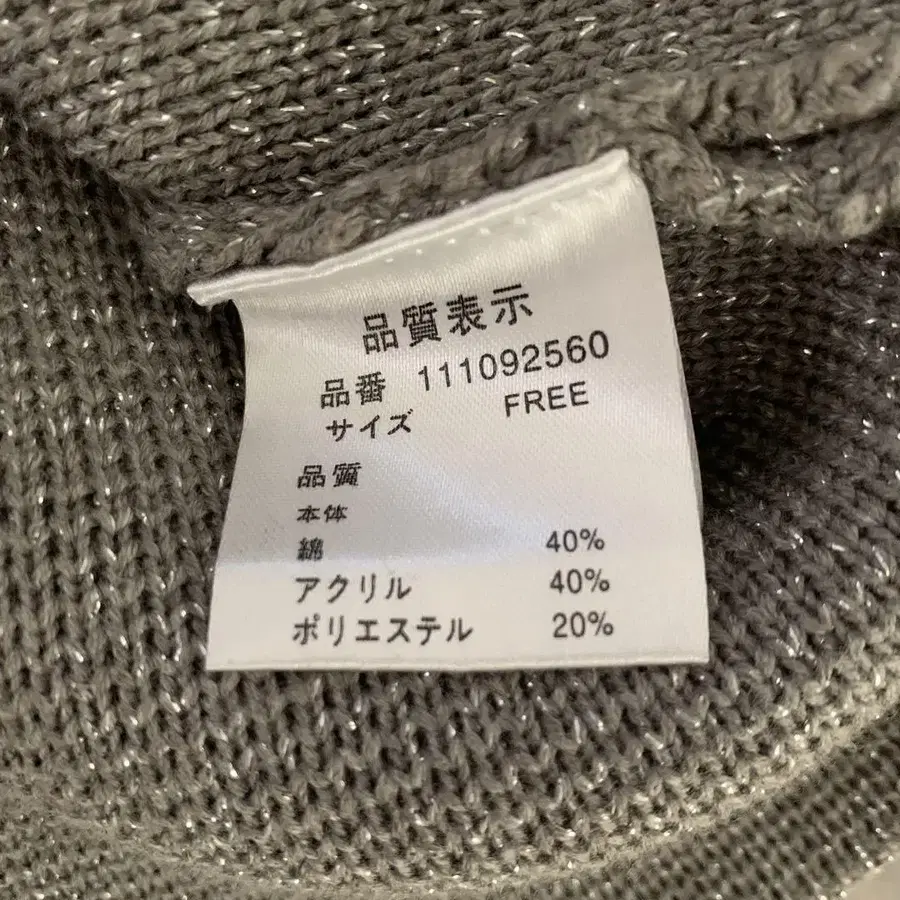 品質表示
品番 111092560
サイズ FREE
品質
本体
綿 40%
アクリル 40%
ポリエステル 20%